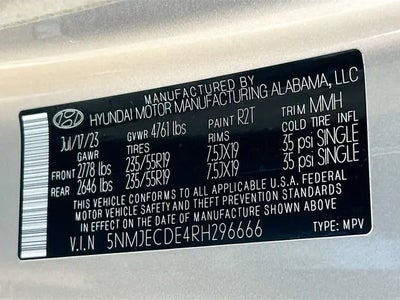 MANUFACTURED BY
HYUNDAI MOTOR MANUFACTURING ALABAMA, LLC
Jul/17/23 GVWR 4761 lbs PAINT R2T TRIM MMH
GAWR TIRES RIMS COLD TIRE INFL
FRONT 2778 lbs 235/55R19 7.5JX19 35 psi SINGLE
REAR 2646 lbs 235/55R19 7.5JX19 35 psi SINGLE
THIS VEHICLE CONFORMS TO ALL APPLICABLE U.S.A. FEDERAL
MOTOR VEHICLE SAFETY AND THEFT PREVENTION STANDARDS
IN EFFECT ON THE DATE OF MANUFACTURE SHOWN ABOVE.
V.I.N 5NMJECDE4RH296666 TYPE: MPV